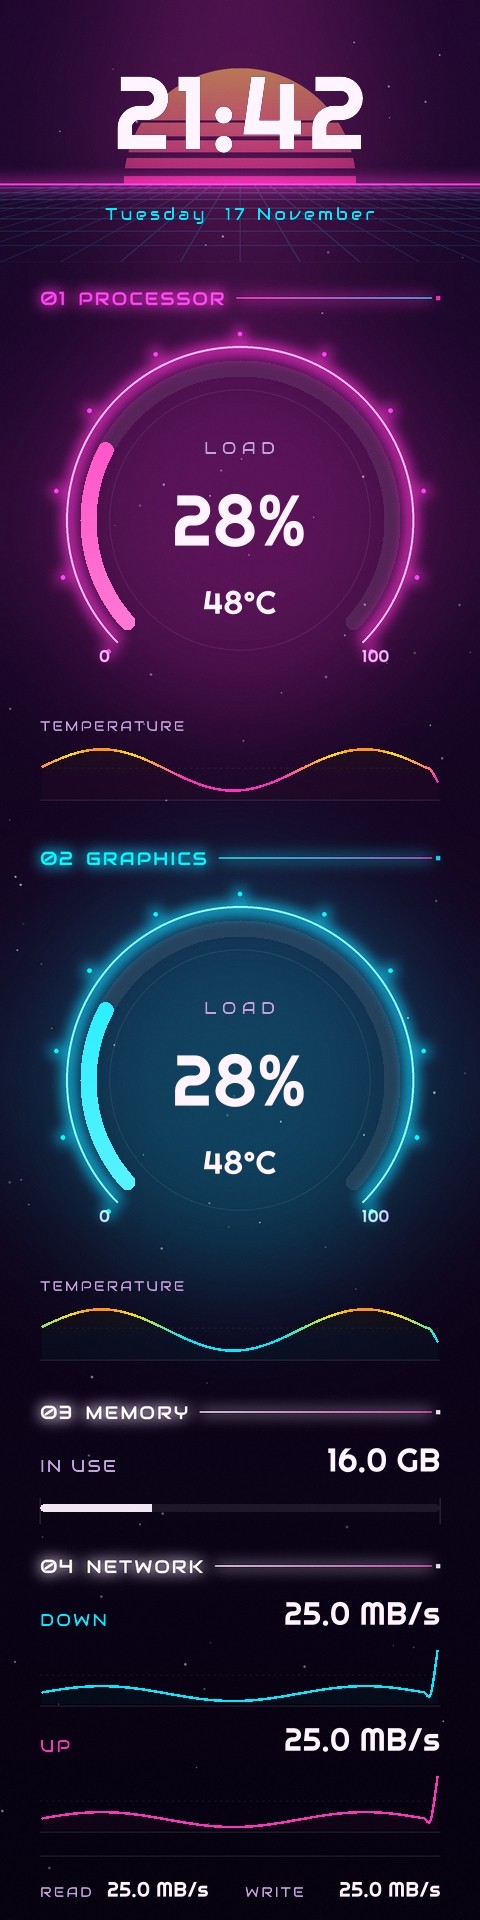 21:42
Tuesday 17 November
01 PROCESSOR
LOAD
28%
48°C
0 100
TEMPERATURE
02 GRAPHICS
LOAD
28%
48°C
0 100
TEMPERATURE
03 MEMORY
IN USE 16.0 GB
04 NETWORK
DOWN 25.0 MB/s
UP 25.0 MB/s
READ 25.0 MB/s WRITE 25.0 MB/s